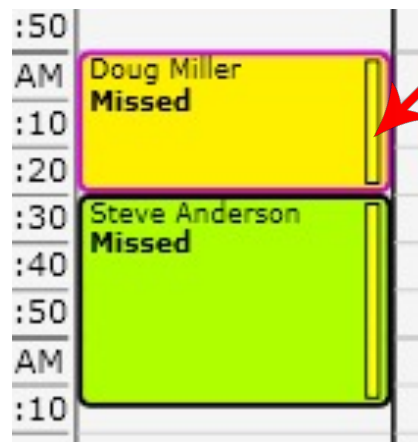 :50
AM
Doug Miller
Missed
:10
:20
:30
Steve Anderson
Missed
:40
:50
AM
:10